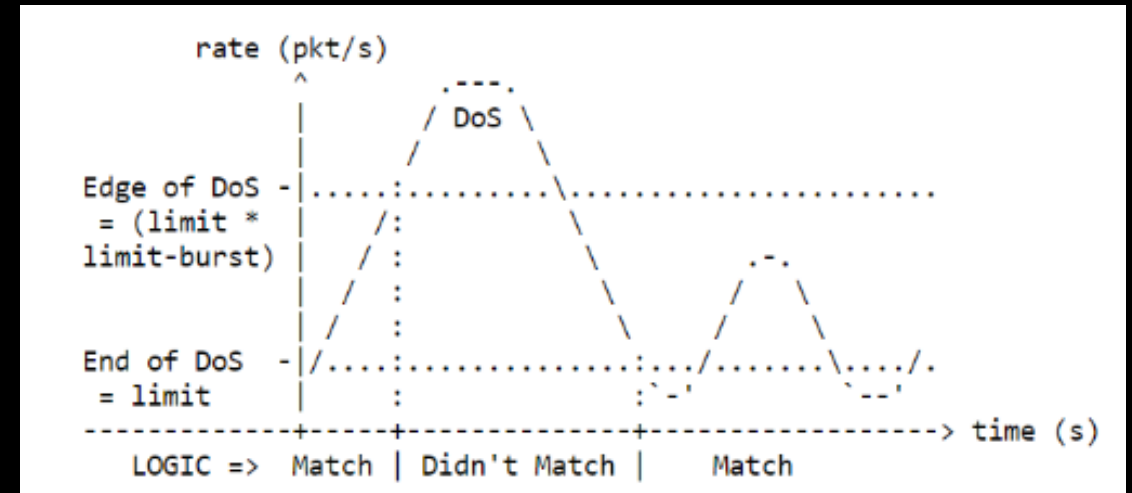 rate (pkt/s)
^ .---.
| / DoS \
| / \
Edge of DoS -|.....:.........\.......................
= (limit * | /: \
limit-burst) | / : \ .-.
| / : \ / \
| / : \ / \
End of DoS -|/....:..............:.../.......\..../.
= limit | : :`-' `--'
-------------+-----+--------------+------------------> time (s)
LOGIC => Match | Didn't Match | Match